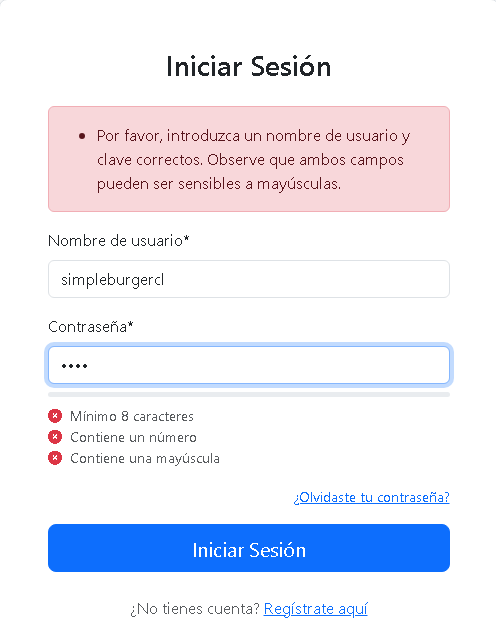 Iniciar Sesión
Por favor, introduzca un nombre de usuario y
clave correctos. Observe que ambos campos
pueden ser sensibles a mayúsculas.
Nombre de usuario*
simpleburgercl
Contraseña*
••••
Mínimo 8 caracteres
Contiene un número
Contiene una mayúscula
¿Olvidaste tu contraseña?
Iniciar Sesión
¿No tienes cuenta? Regístrate aquí